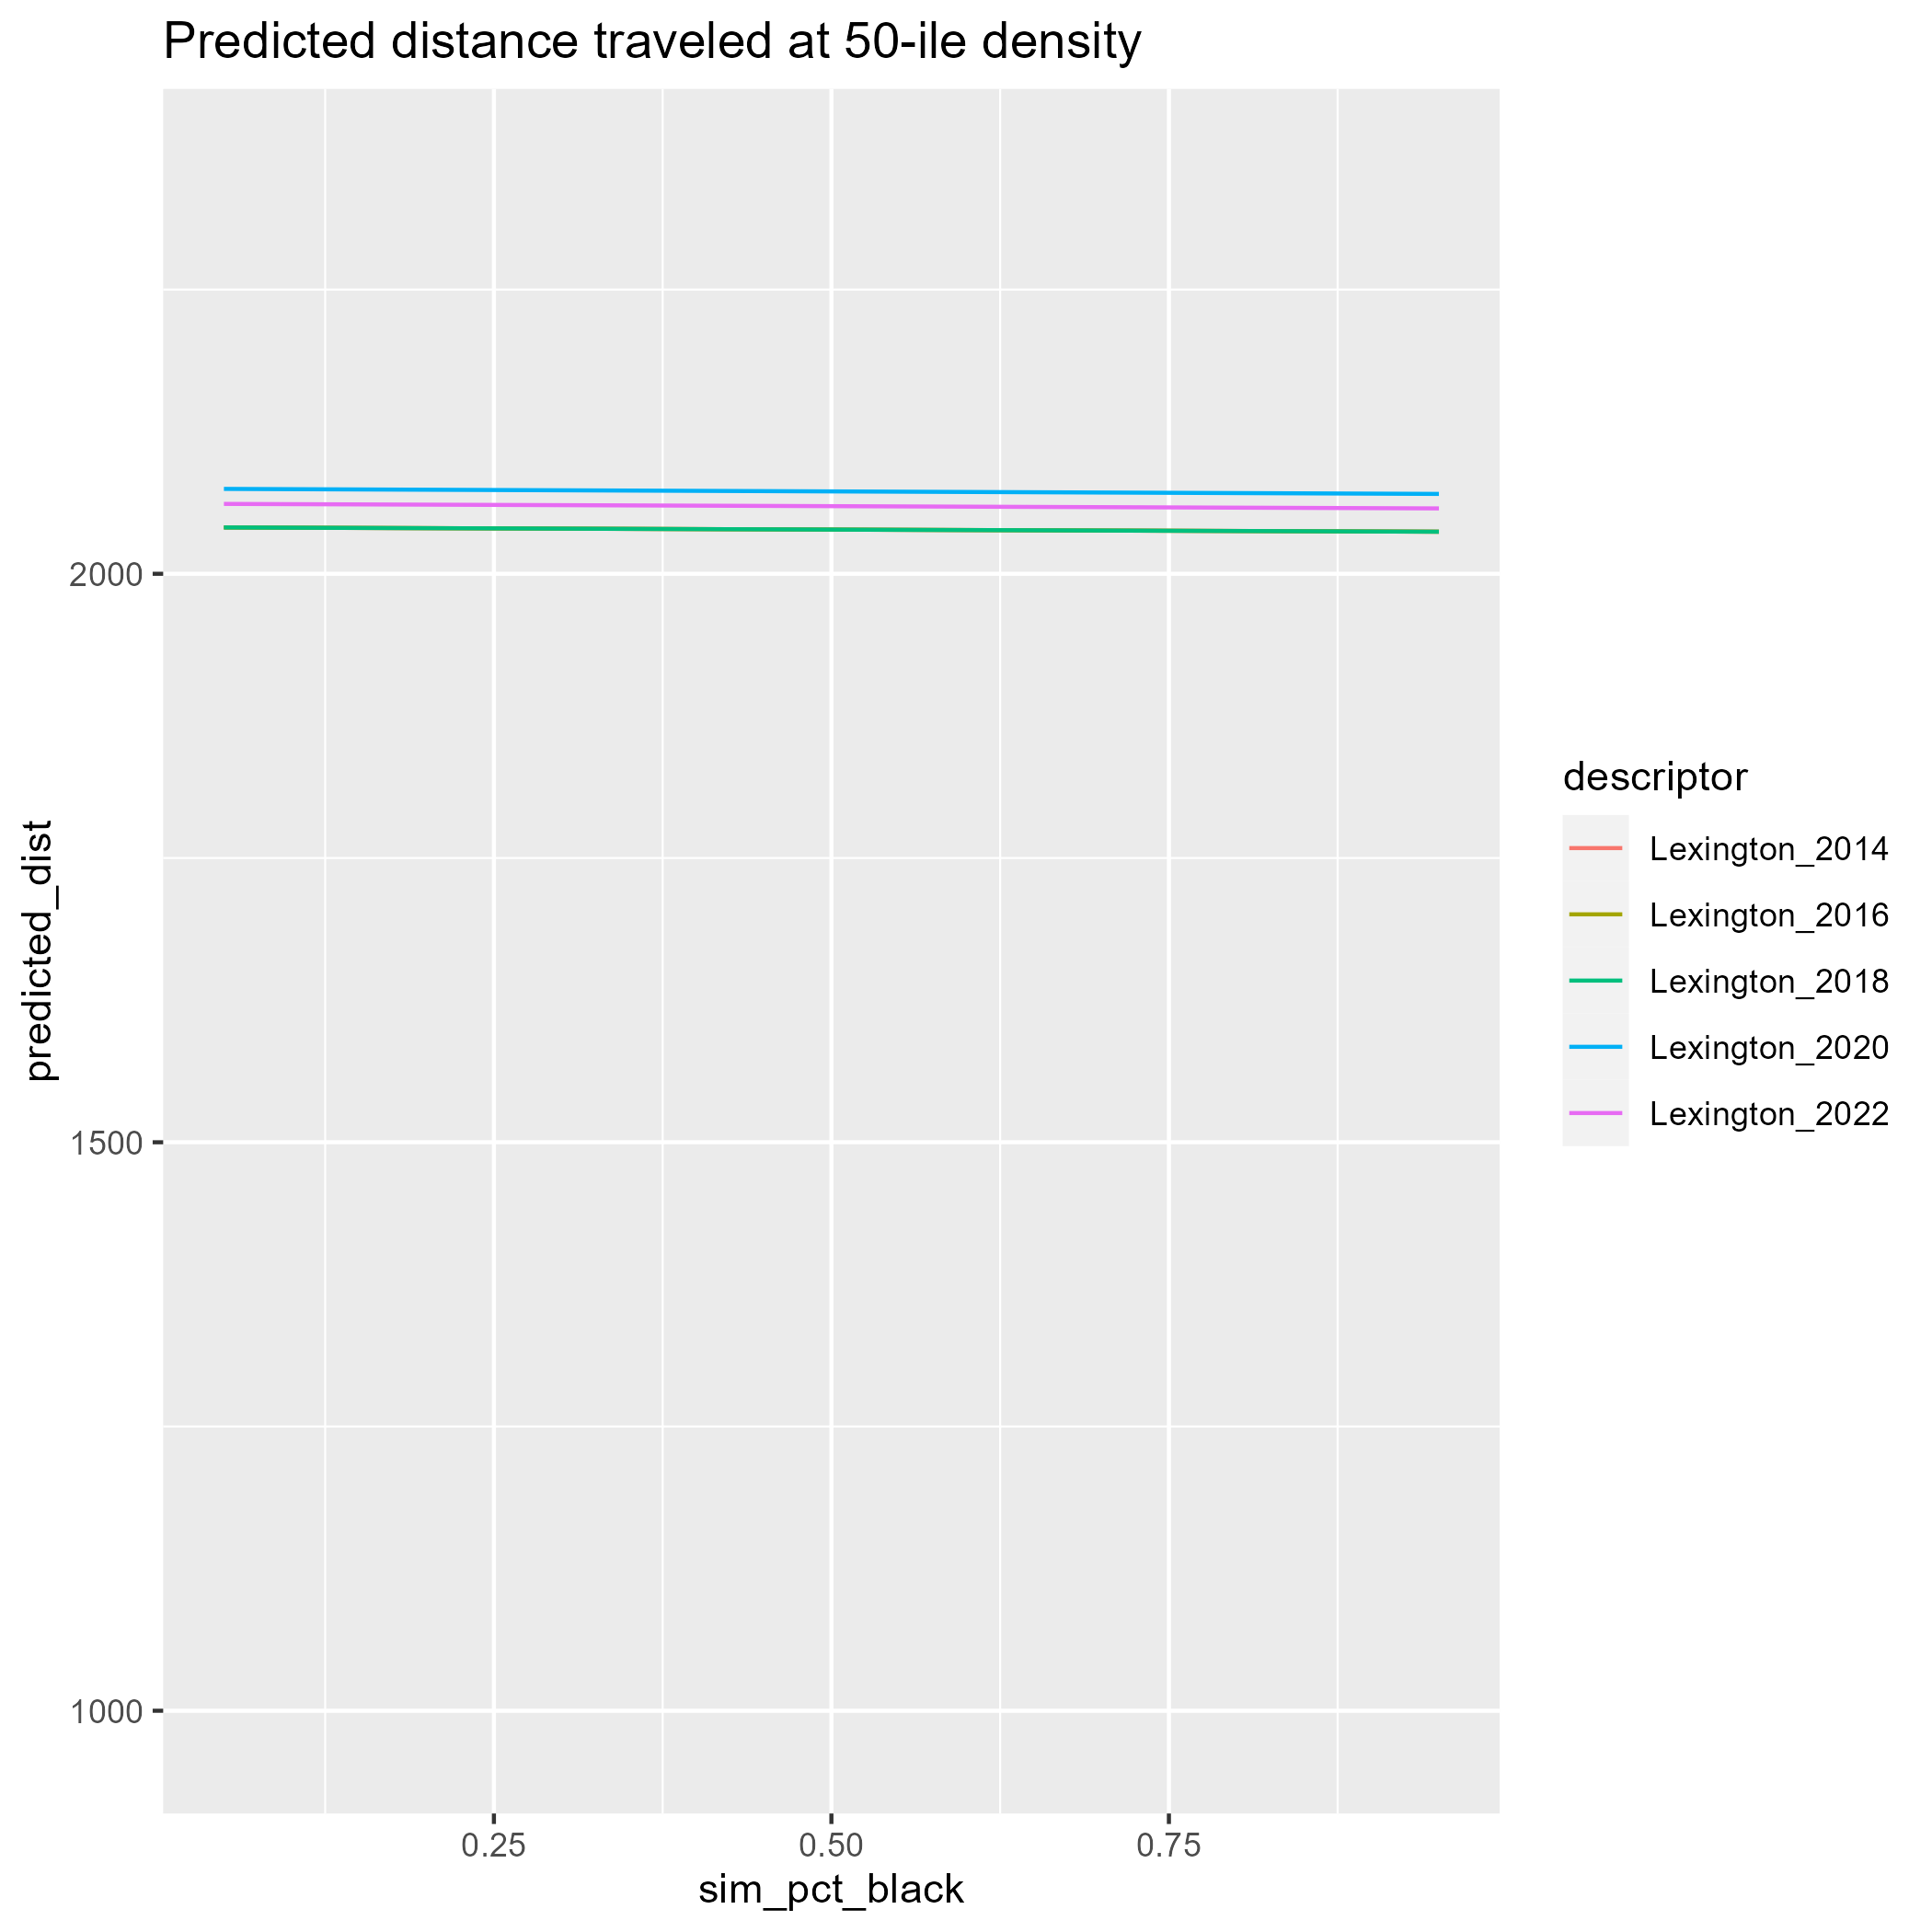 Predicted distance traveled at 50-ile density
predicted_dist
2000
1500
1000
0.25
0.50
0.75
sim_pct_black
descriptor
Lexington_2014
Lexington_2016
Lexington_2018
Lexington_2020
Lexington_2022